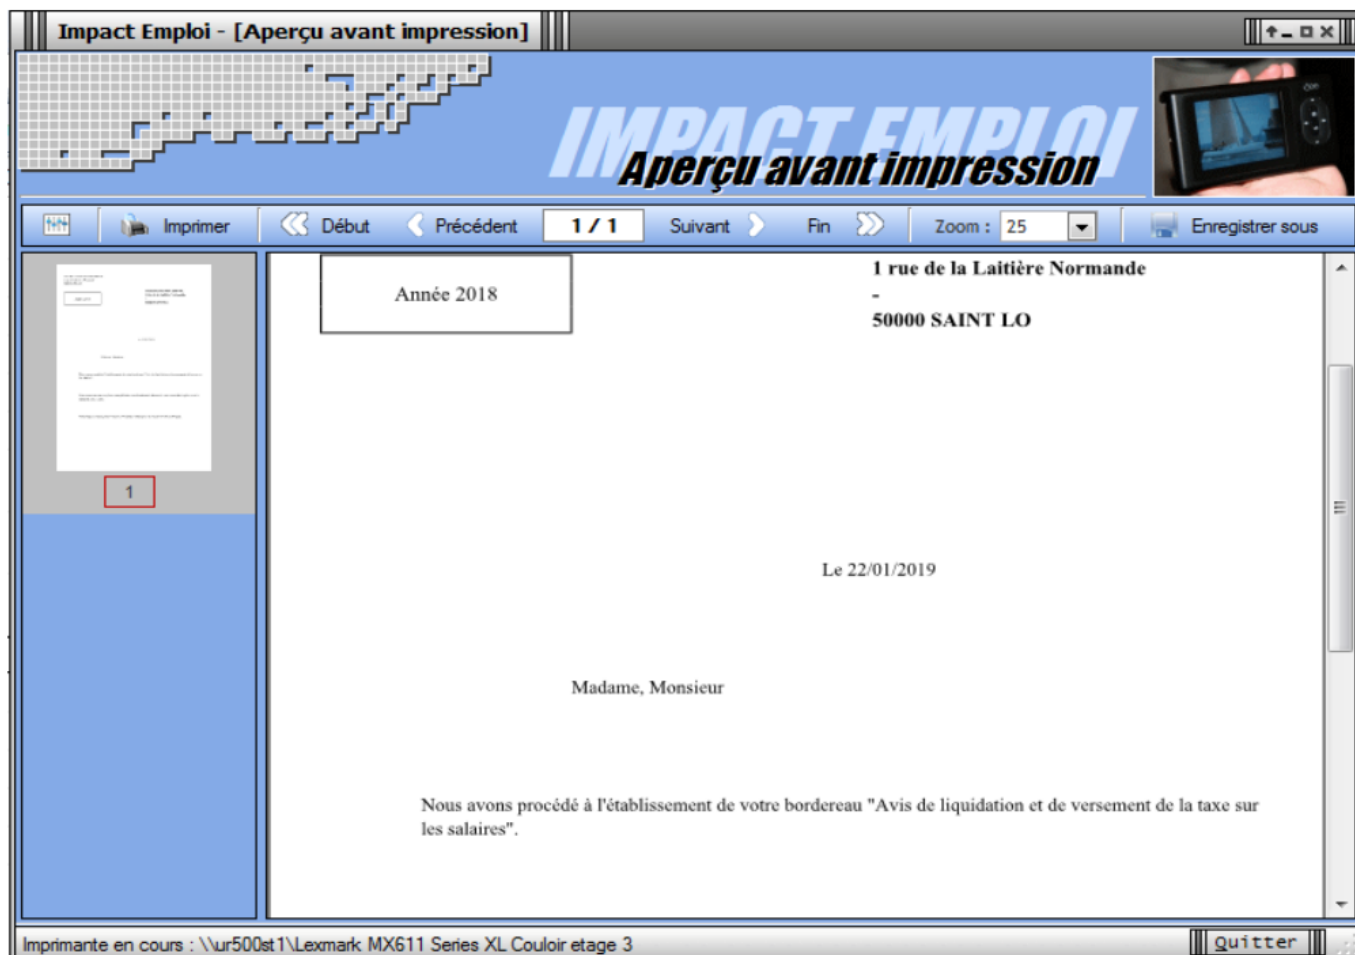 Impact Emploi - [Aperçu avant impression]
IMPACT EMPLOI
Aperçu avant impression
Imprimer Début Précédent 1 / 1 Suivant Fin Zoom : 25 Enregistrer sous
1
Année 2018
1 rue de la Laitière Normande
-
50000 SAINT LO
Le 22/01/2019
Madame, Monsieur
Nous avons procédé à l'établissement de votre bordereau "Avis de liquidation et de versement de la taxe sur
les salaires".
Imprimante en cours : \\ur500st1\Lexmark MX611 Series XL Couloir etage 3
Quitter